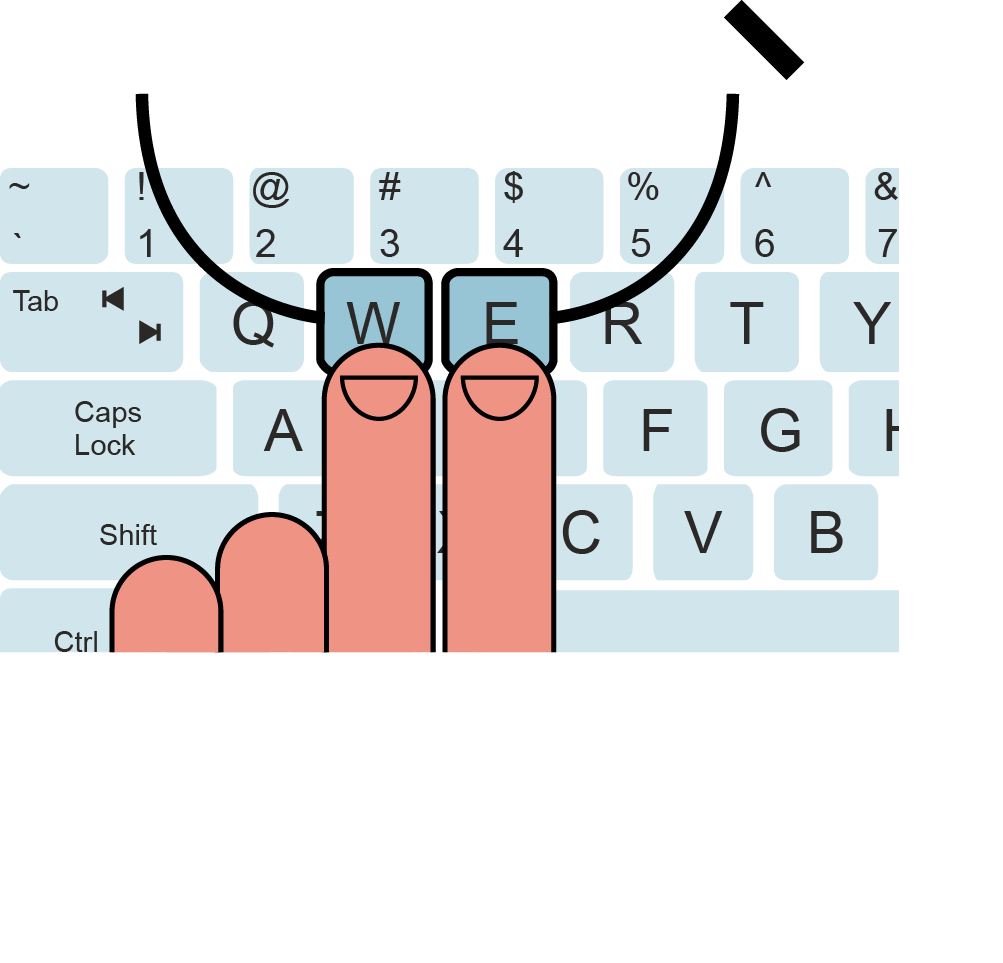 ~ ! @ # $ % ^ &
` 1 2 3 4 5 6 7
Tab Q W E R T Y
Caps
Lock A F G H
Shift C V B
Ctrl